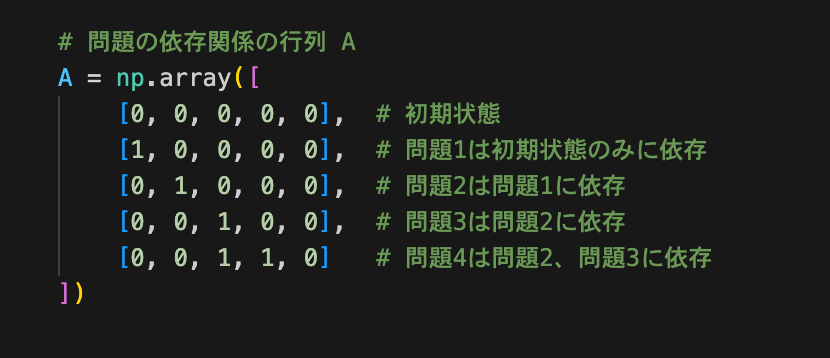 # 問題の依存関係の行列 A
A = np.array([
[0, 0, 0, 0, 0], # 初期状態
[1, 0, 0, 0, 0], # 問題1は初期状態のみに依存
[0, 1, 0, 0, 0], # 問題2は問題1に依存
[0, 0, 1, 0, 0], # 問題3は問題2に依存
[0, 0, 1, 1, 0] # 問題4は問題2、問題3に依存
])